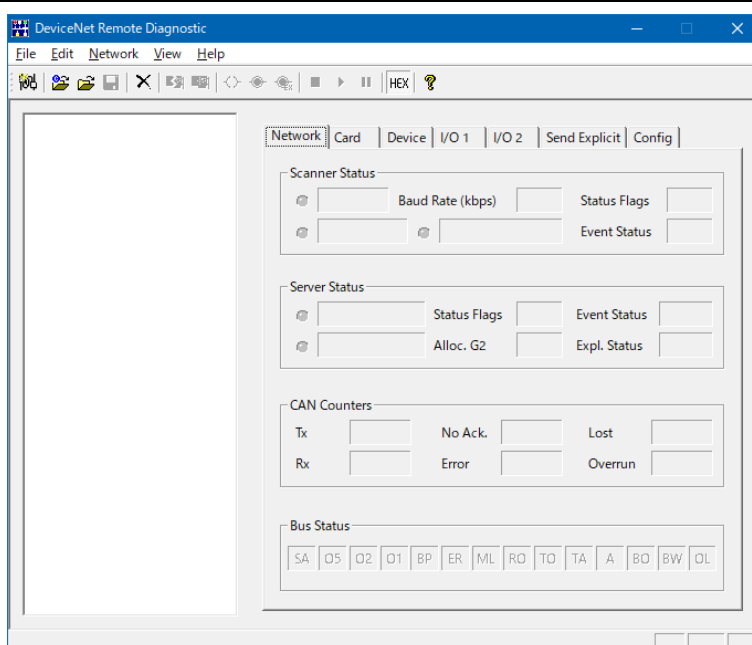 DeviceNet Remote Diagnostic
File Edit Network View Help
HEX ?
Network Card Device I/O 1 I/O 2 Send Explicit Config
Scanner Status
Baud Rate (kbps) Status Flags
Event Status
Server Status
Status Flags Event Status
Alloc. G2 Expl. Status
CAN Counters
Tx No Ack. Lost
Rx Error Overrun
Bus Status
SA O5 O2 O1 BP ER ML RO TO TA A BO BW OL